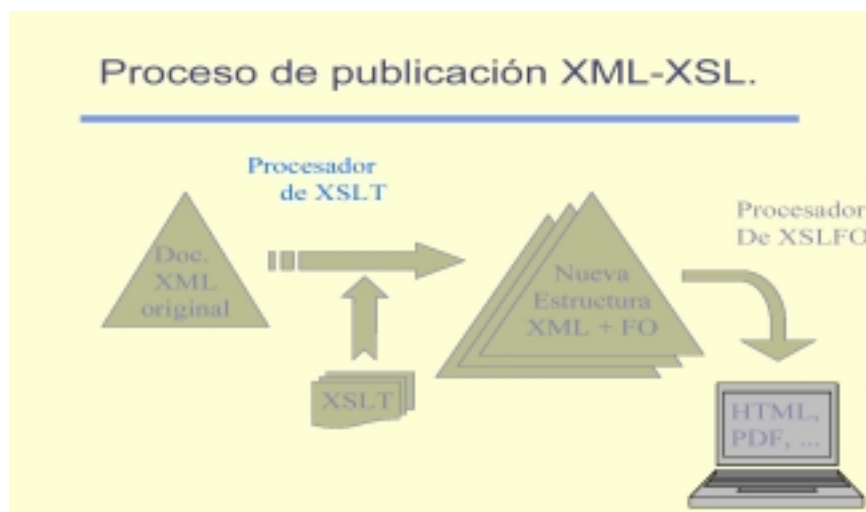 Proceso de publicación XML-XSL.
Procesador
de XSLT
Doc.
XML
original
XSLT
Nueva
Estructura
XML + FO
Procesador
De XSLFO
HTML,
PDF, ...